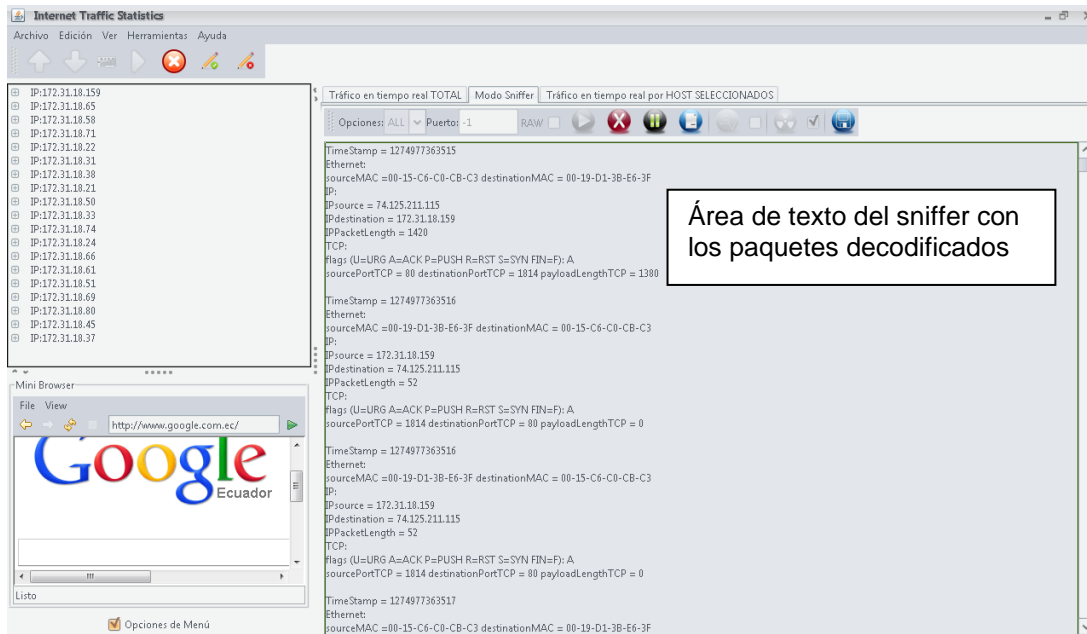 Internet Traffic Statistics
Archivo Edición Ver Herramientas Ayuda
IP:172.31.18.159
IP:172.31.18.65
IP:172.31.18.58
IP:172.31.18.71
IP:172.31.18.22
IP:172.31.18.31
IP:172.31.18.38
IP:172.31.18.21
IP:172.31.18.50
IP:172.31.18.33
IP:172.31.18.74
IP:172.31.18.24
IP:172.31.18.66
IP:172.31.18.61
IP:172.31.18.51
IP:172.31.18.69
IP:172.31.18.80
IP:172.31.18.45
IP:172.31.18.37
Mini Browser
File View
http://www.google.com.ec/
Google
Ecuador
Listo
Opciones de Menú
Tráfico en tiempo real TOTAL Modo Sniffer Tráfico en tiempo real por HOST SELECCIONADOS
Opciones: ALL Puerto: -1 RAW
TimeStamp = 1274977363515
Ethernet:
sourceMAC =00-15-C6-C0-CB-C3 destinationMAC = 00-19-D1-3B-E6-3F
IP:
IPsource = 74.125.211.115
IPdestination = 172.31.18.159
IPPacketLength = 1420
TCP:
flags (U=URG A=ACK P=PUSH R=RST S=SYN FIN=F): A
sourcePortTCP = 80 destinationPortTCP = 1814 payloadLengthTCP = 1380
TimeStamp = 1274977363516
Ethernet:
sourceMAC =00-19-D1-3B-E6-3F destinationMAC = 00-15-C6-C0-CB-C3
IP:
IPsource = 172.31.18.159
IPdestination = 74.125.211.115
IPPacketLength = 52
TCP:
flags (U=URG A=ACK P=PUSH R=RST S=SYN FIN=F): A
sourcePortTCP = 1814 destinationPortTCP = 80 payloadLengthTCP = 0
TimeStamp = 1274977363516
Ethernet:
sourceMAC =00-19-D1-3B-E6-3F destinationMAC = 00-15-C6-C0-CB-C3
IP:
IPsource = 172.31.18.159
IPdestination = 74.125.211.115
IPPacketLength = 52
TCP:
flags (U=URG A=ACK P=PUSH R=RST S=SYN FIN=F): A
sourcePortTCP = 1814 destinationPortTCP = 80 payloadLengthTCP = 0
TimeStamp = 1274977363517
Ethernet:
sourceMAC =00-15-C6-C0-CB-C3 destinationMAC = 00-19-D1-3B-E6-3F
Área de texto del sniffer con
los paquetes decodificados